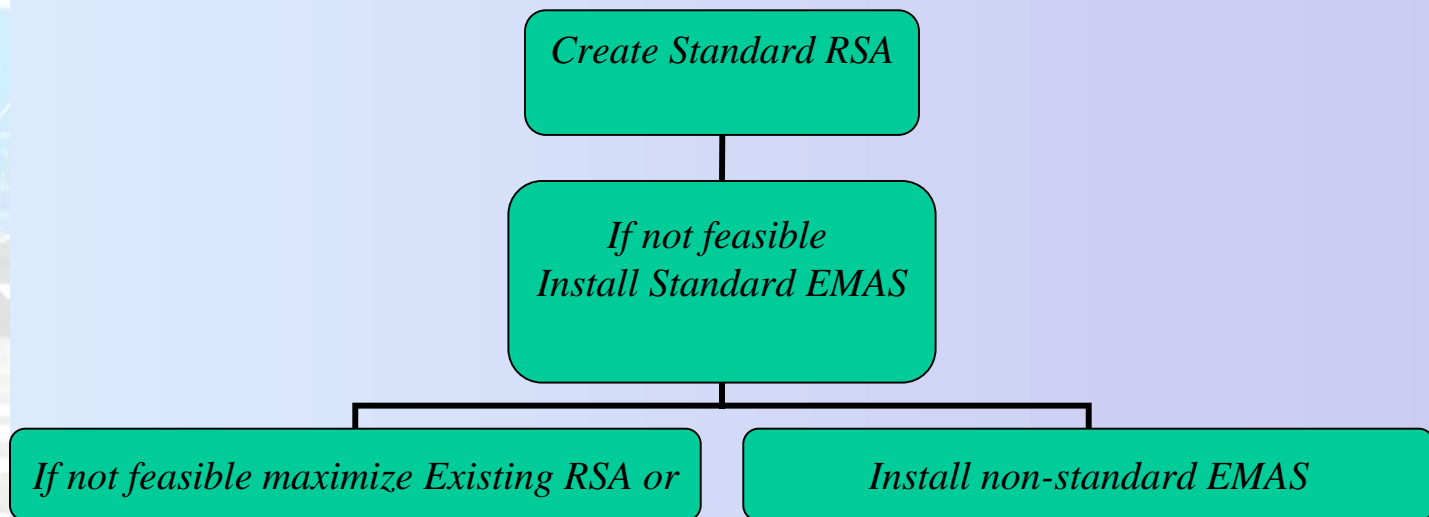 Create Standard RSA
If not feasible
Install Standard EMAS
If not feasible maximize Existing RSA or
Install non-standard EMAS